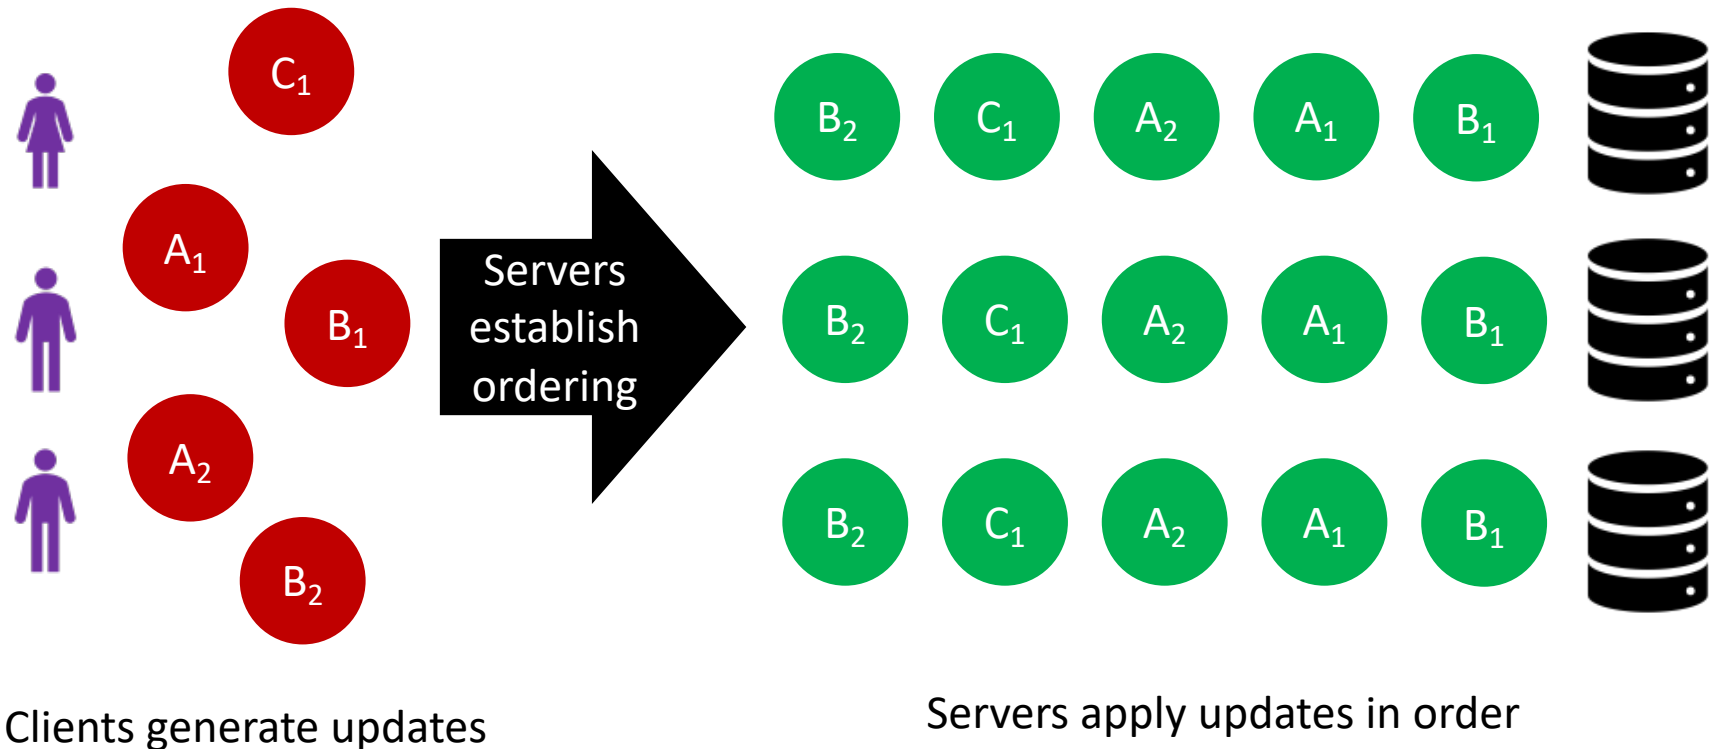 C₁
A₁
B₁
A₂
B₂
Clients generate updates
Servers
establish
ordering
B₂ C₁ A₂ A₁ B₁
B₂ C₁ A₂ A₁ B₁
B₂ C₁ A₂ A₁ B₁
Servers apply updates in order